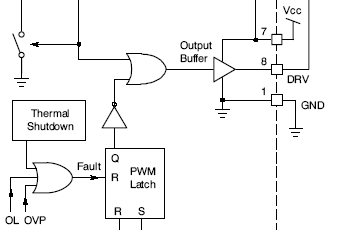 Vcc
7
Output
Buffer
8
DRV
1
GND
Thermal
Shutdown
Fault
Q
R
PWM
Latch
R S
OL OVP